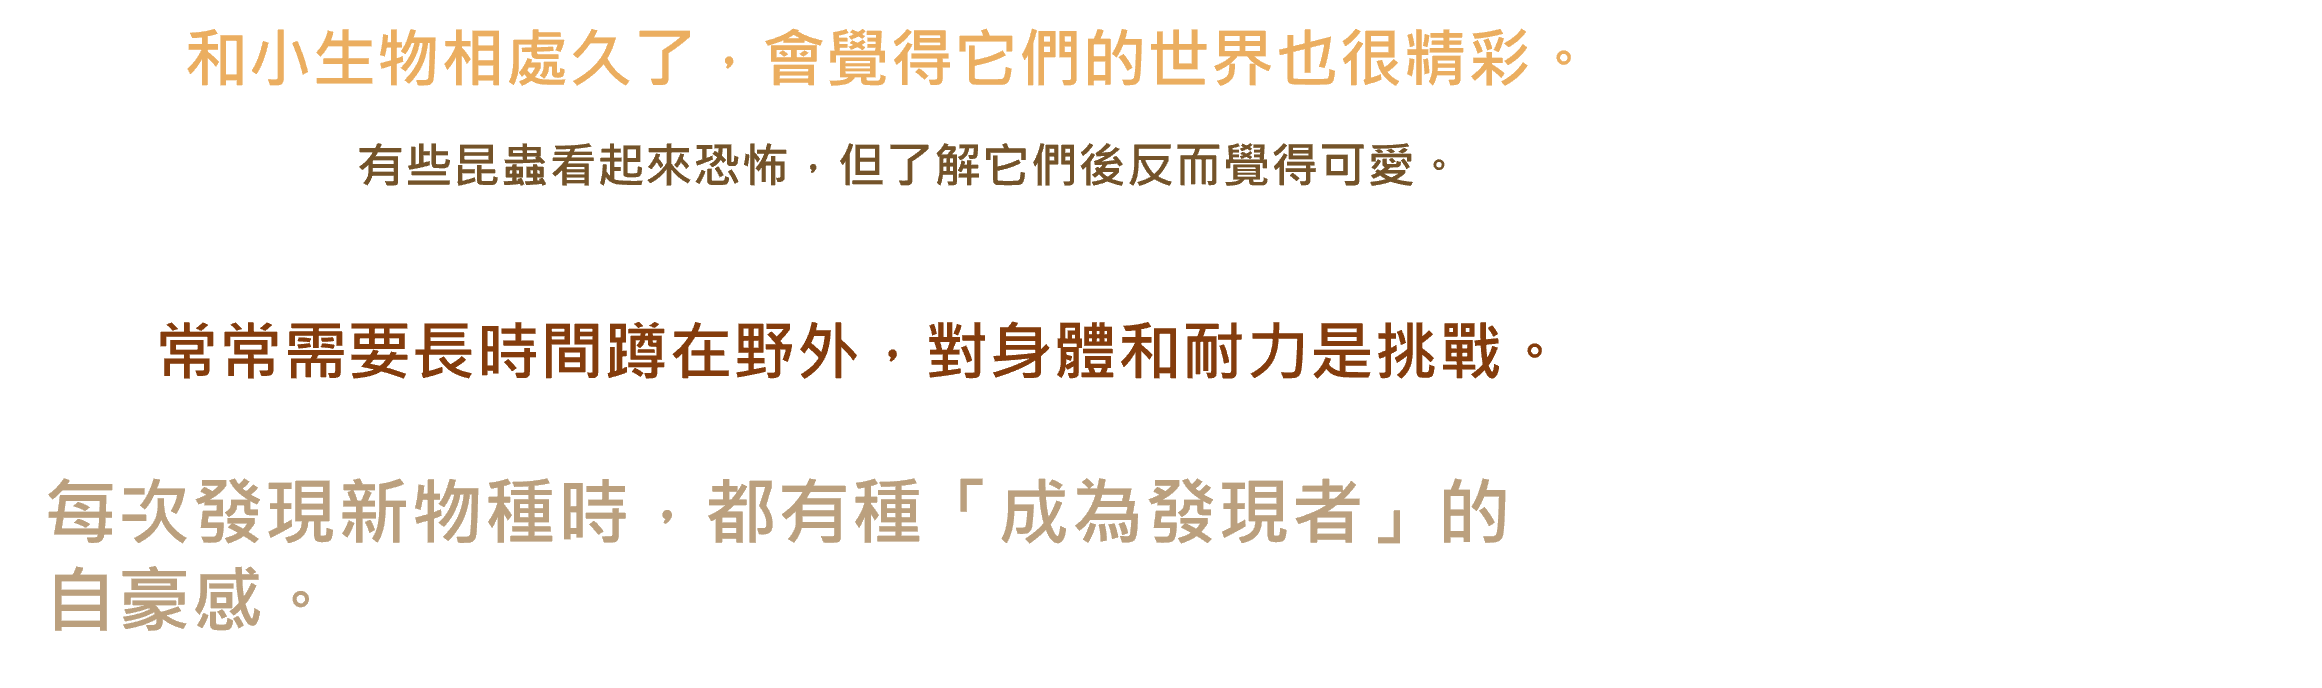 和小生物相處久了，會覺得它們的世界也很精彩。
有些昆蟲看起來恐怖，但了解它們後反而覺得可愛。
常常需要長時間蹲在野外，對身體和耐力是挑戰。
每次發現新物種時，都有種「成為發現者」的
自豪感。